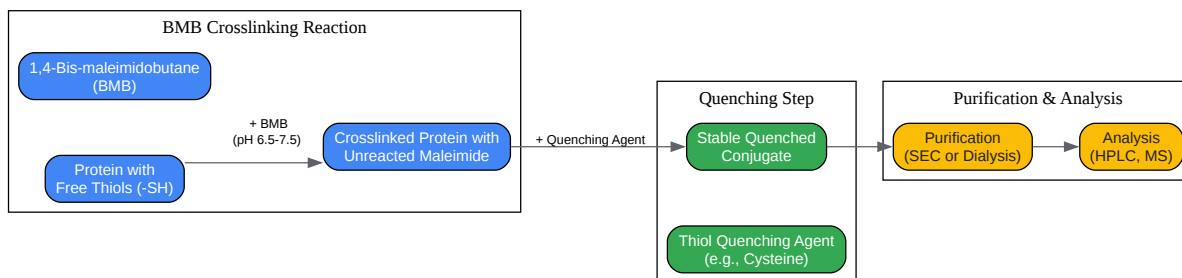 BMB Crosslinking Reaction
1,4-Bis-maleimidobutane
(BMB)
Protein with
Free Thiols (-SH)
+ BMB
(pH 6.5-7.5)
Crosslinked Protein with
Unreacted Maleimide
+ Quenching Agent
Quenching Step
Stable Quenched
Conjugate
Thiol Quenching Agent
(e.g., Cysteine)
Purification & Analysis
Purification
(SEC or Dialysis)
Analysis
(HPLC, MS)